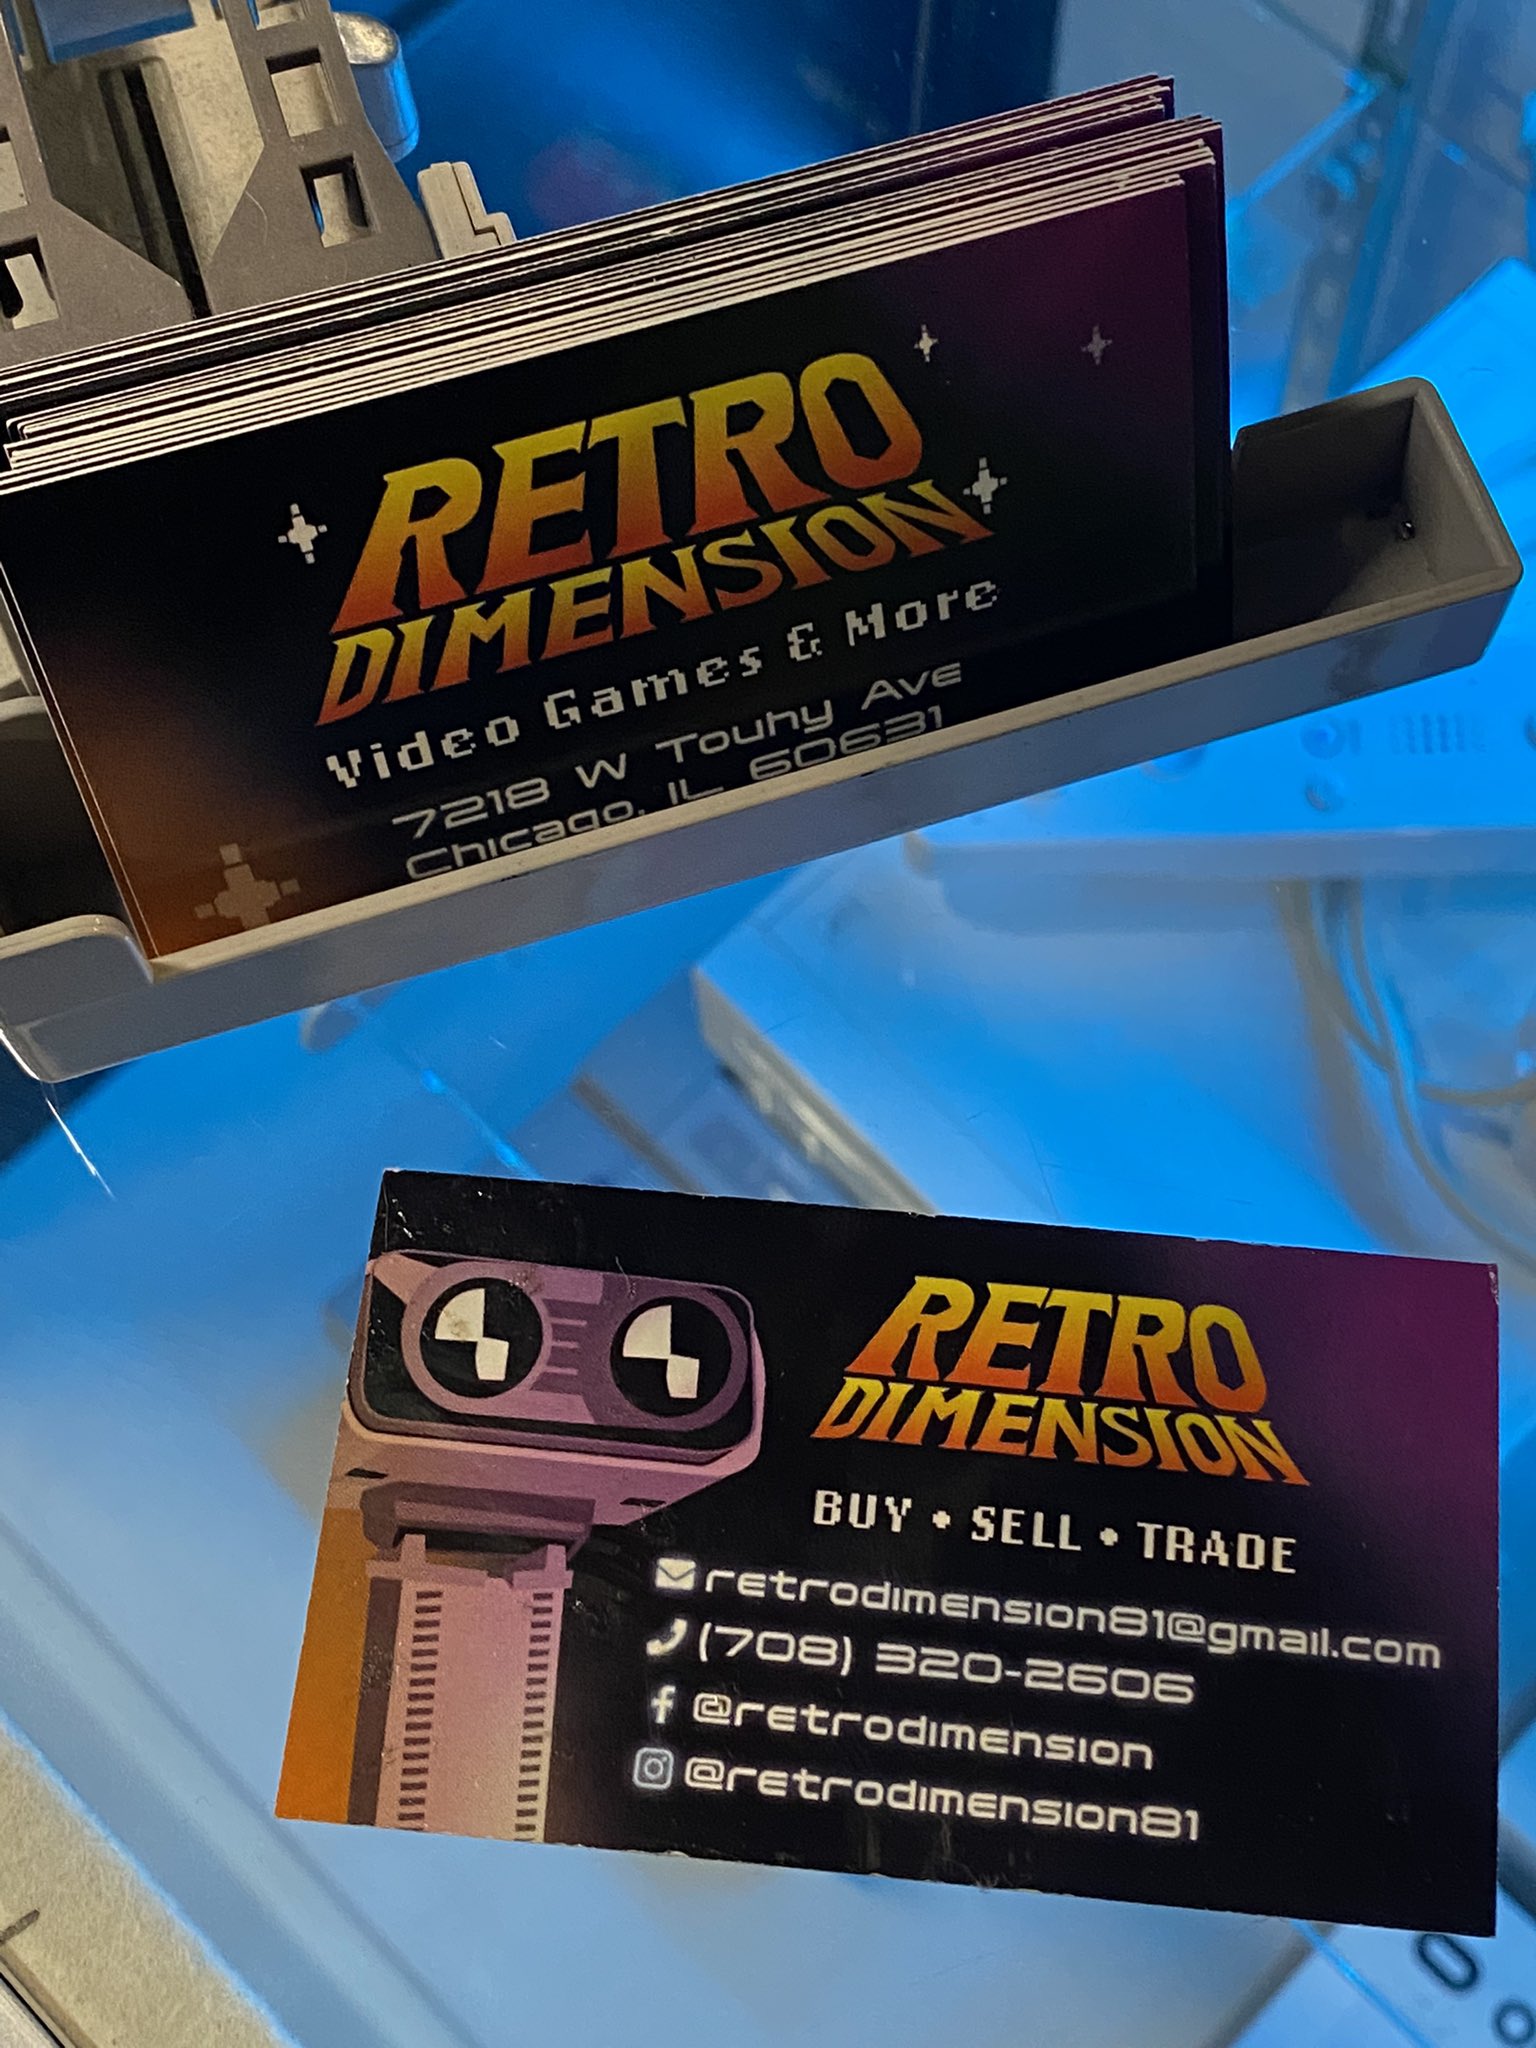 RETRO
DIMENSION
Video Games & More
7218 W Touhy Ave
Chicago, IL 60631
RETRO
DIMENSION
BUY • SELL • TRADE
retrodimension81@gmail.com
(708) 320-2606
@retrodimension
@retrodimension81